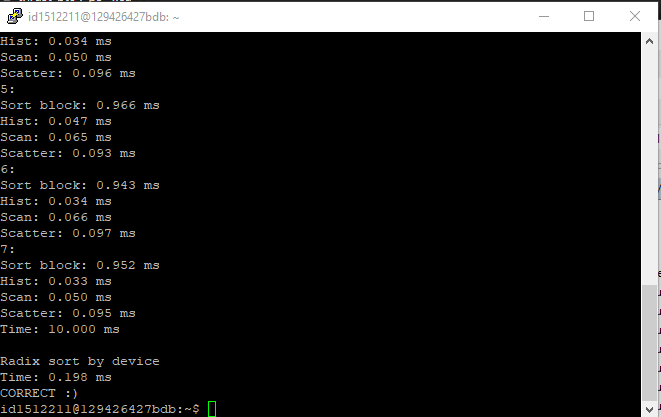 id1512211@129426427bdb: ~
Hist: 0.034 ms
Scan: 0.050 ms
Scatter: 0.096 ms
5:
Sort block: 0.966 ms
Hist: 0.047 ms
Scan: 0.065 ms
Scatter: 0.093 ms
6:
Sort block: 0.943 ms
Hist: 0.034 ms
Scan: 0.066 ms
Scatter: 0.097 ms
7:
Sort block: 0.952 ms
Hist: 0.033 ms
Scan: 0.050 ms
Scatter: 0.095 ms
Time: 10.000 ms
Radix sort by device
Time: 0.198 ms
CORRECT :)
id1512211@129426427bdb:~$